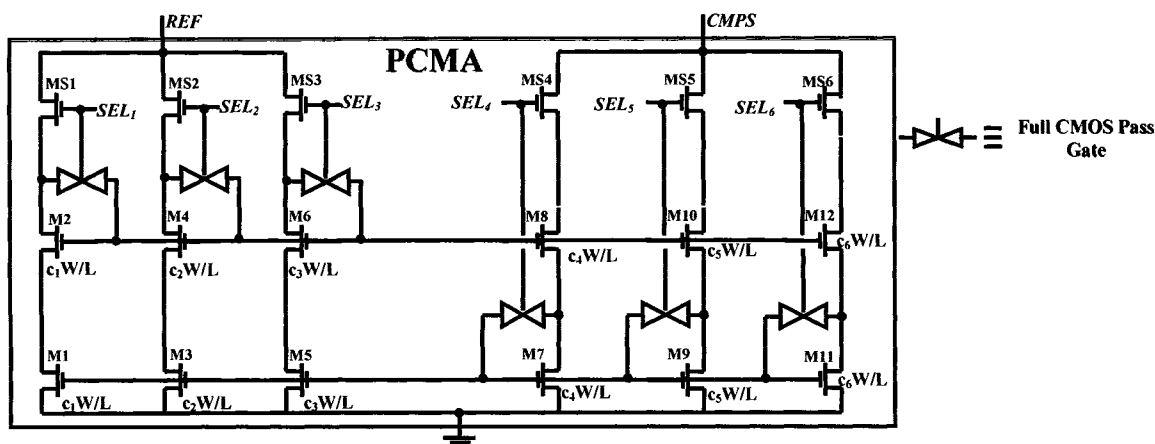 REF
CMPS
PCMA
MS1
MS2
MS3
MS4
MS5
MS6
SEL1
SEL2
SEL3
SEL4
SEL5
SEL6
Full CMOS Pass
Gate
M2
M4
M6
M8
M10
M12
c1W/L
c2W/L
c3W/L
c4W/L
c5W/L
c6W/L
M1
M3
M5
M7
M9
M11
c1W/L
c2W/L
c3W/L
c4W/L
c5W/L
c6W/L